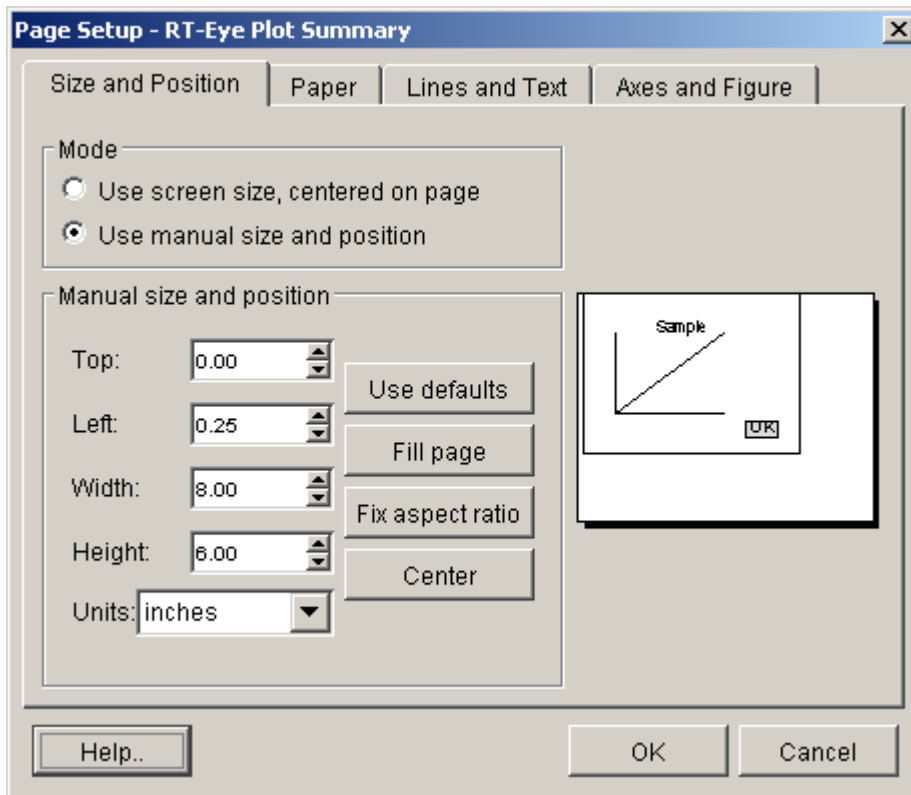 Page Setup - RT-Eye Plot Summary
Size and Position
Paper
Lines and Text
Axes and Figure
Mode
Use screen size, centered on page
Use manual size and position
Manual size and position
Top: 0.00
Left: 0.25
Width: 8.00
Height: 6.00
Units: inches
Use defaults
Fill page
Fix aspect ratio
Center
Sample
OK
Help..
OK
Cancel